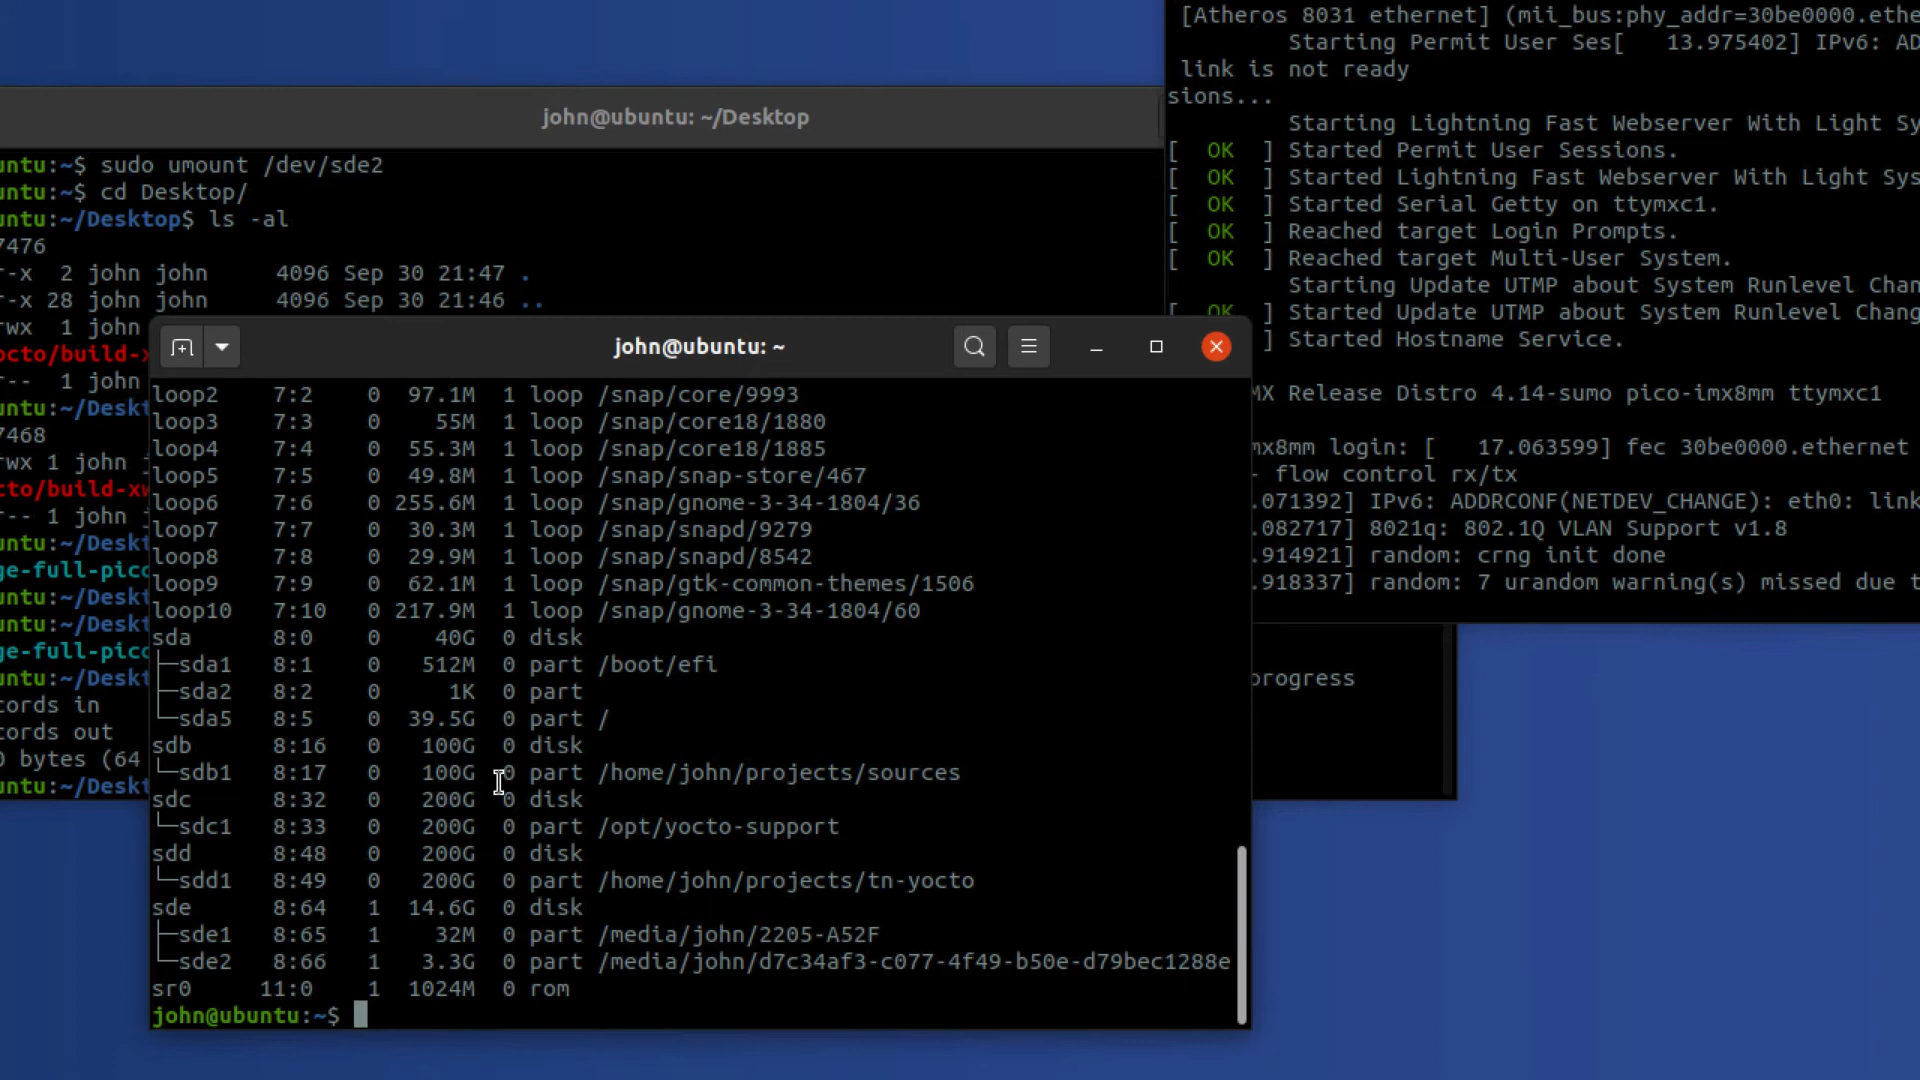 john@ubuntu: ~/Desktop
untu:~$ sudo umount /dev/sde2
untu:~$ cd Desktop/
untu:~/Desktop$ ls -al
7476
r-x  2 john john     4096 Sep 30 21:47 .
r-x 28 john john     4096 Sep 30 21:46 ..
rwx  1 john
octo/build-x
r--  1 john
untu:~/Deskt
7468
rwx 1 john
cto/build-xw
r-- 1 john
untu:~/Deskt
ge-full-pico
untu:~/Deskt
untu:~/Deskt
ge-full-pico
untu:~/Deskt
cords in
cords out
0 bytes (64
untu:~/Deskt
[Atheros 8031 ethernet] (mii_bus:phy_addr=30be0000.ethe
Starting Permit User Ses[   13.975402] IPv6: AD
link is not ready
sions...
Starting Lightning Fast Webserver With Light Sy
[  OK  ] Started Permit User Sessions.
[  OK  ] Started Lightning Fast Webserver With Light Sys
[  OK  ] Started Serial Getty on ttymxc1.
[  OK  ] Reached target Login Prompts.
[  OK  ] Reached target Multi-User System.
Starting Update UTMP about System Runlevel Chan
[  OK  ] Started Update UTMP about System Runlevel Chang
] Started Hostname Service.
MX Release Distro 4.14-sumo pico-imx8mm ttymxc1
mx8mm login: [   17.063599] fec 30be0000.ethernet
- flow control rx/tx
.071392] IPv6: ADDRCONF(NETDEV_CHANGE): eth0: link
.082717] 8021q: 802.1Q VLAN Support v1.8
.914921] random: crng init done
.918337] random: 7 urandom warning(s) missed due t
progress
john@ubuntu: ~
loop2    7:2    0  97.1M  1 loop /snap/core/9993
loop3    7:3    0    55M  1 loop /snap/core18/1880
loop4    7:4    0  55.3M  1 loop /snap/core18/1885
loop5    7:5    0  49.8M  1 loop /snap/snap-store/467
loop6    7:6    0 255.6M  1 loop /snap/gnome-3-34-1804/36
loop7    7:7    0  30.3M  1 loop /snap/snapd/9279
loop8    7:8    0  29.9M  1 loop /snap/snapd/8542
loop9    7:9    0  62.1M  1 loop /snap/gtk-common-themes/1506
loop10   7:10   0 217.9M  1 loop /snap/gnome-3-34-1804/60
sda      8:0    0    40G  0 disk
├─sda1   8:1    0   512M  0 part /boot/efi
├─sda2   8:2    0     1K  0 part
└─sda5   8:5    0  39.5G  0 part /
sdb      8:16   0   100G  0 disk
└─sdb1   8:17   0   100G  0 part /home/john/projects/sources
sdc      8:32   0   200G  0 disk
└─sdc1   8:33   0   200G  0 part /opt/yocto-support
sdd      8:48   0   200G  0 disk
└─sdd1   8:49   0   200G  0 part /home/john/projects/tn-yocto
sde      8:64   1  14.6G  0 disk
├─sde1   8:65   1    32M  0 part /media/john/2205-A52F
└─sde2   8:66   1   3.3G  0 part /media/john/d7c34af3-c077-4f49-b50e-d79bec1288e
sr0     11:0    1  1024M  0 rom
john@ubuntu:~$